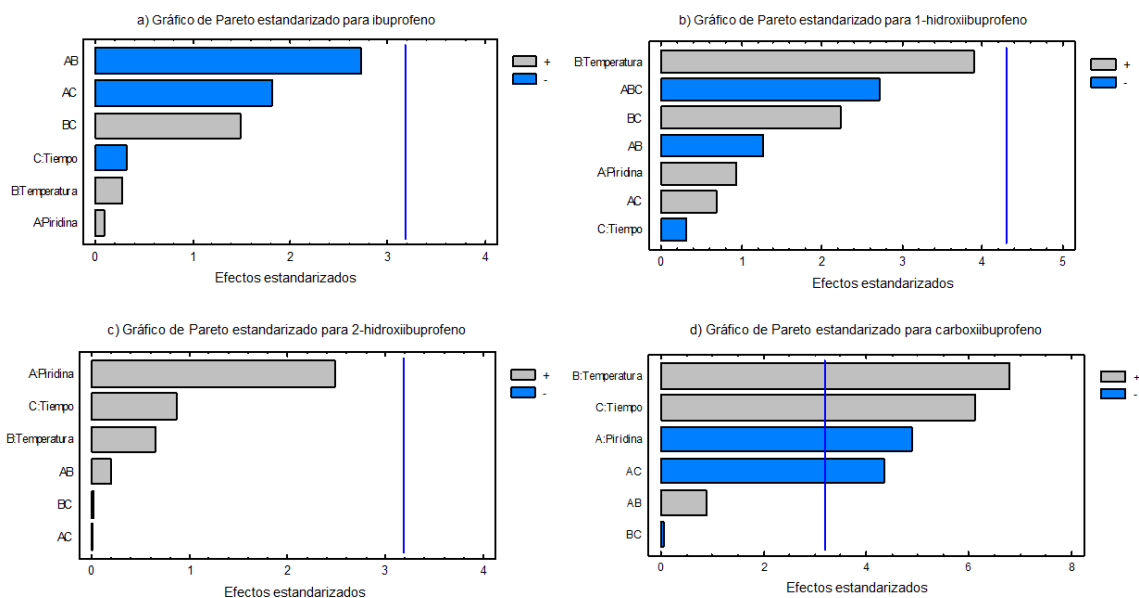 a) Gráfico de Pareto estandarizado para ibuprofeno
AB
AC
BC
C:Tiempo
B:Temperatura
A:Piridina
0 1 2 3 4
Efectos estandarizados
+
-
b) Gráfico de Pareto estandarizado para 1-hidroxiibuprofeno
B:Temperatura
ABC
BC
AB
A:Piridina
AC
C:Tiempo
0 1 2 3 4 5
Efectos estandarizados
+
-
c) Gráfico de Pareto estandarizado para 2-hidroxiibuprofeno
A:Piridina
C:Tiempo
B:Temperatura
AB
BC
AC
0 1 2 3 4
Efectos estandarizados
+
-
d) Gráfico de Pareto estandarizado para carboxiibuprofeno
B:Temperatura
C:Tiempo
A:Piridina
AC
AB
BC
0 2 4 6 8
Efectos estandarizados
+
-